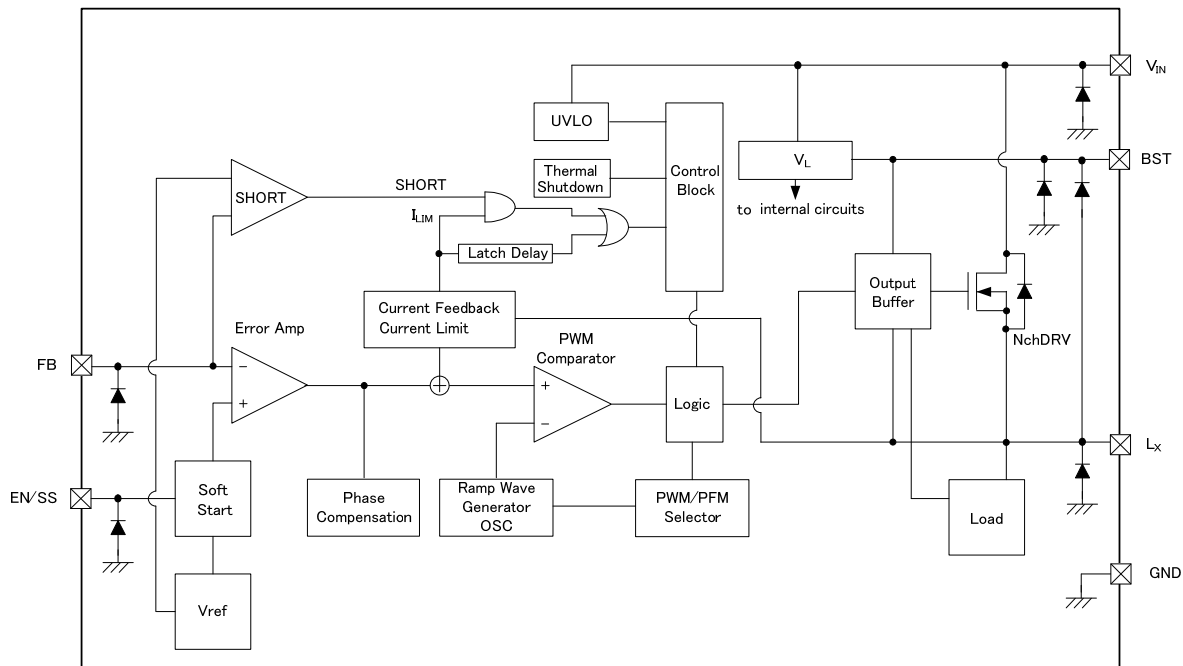 V_IN
UVLO
BST
V_L
Thermal
Shutdown
Control
Block
SHORT
SHORT
to internal circuits
I_LIM
Latch Delay
Output
Buffer
Current Feedback
Current Limit
Error Amp
PWM
Comparator
NchDRV
FB
−
+
+
−
Logic
L_X
EN/SS
Soft
Start
Phase
Compensation
Ramp Wave
Generator
OSC
PWM/PFM
Selector
Load
GND
Vref